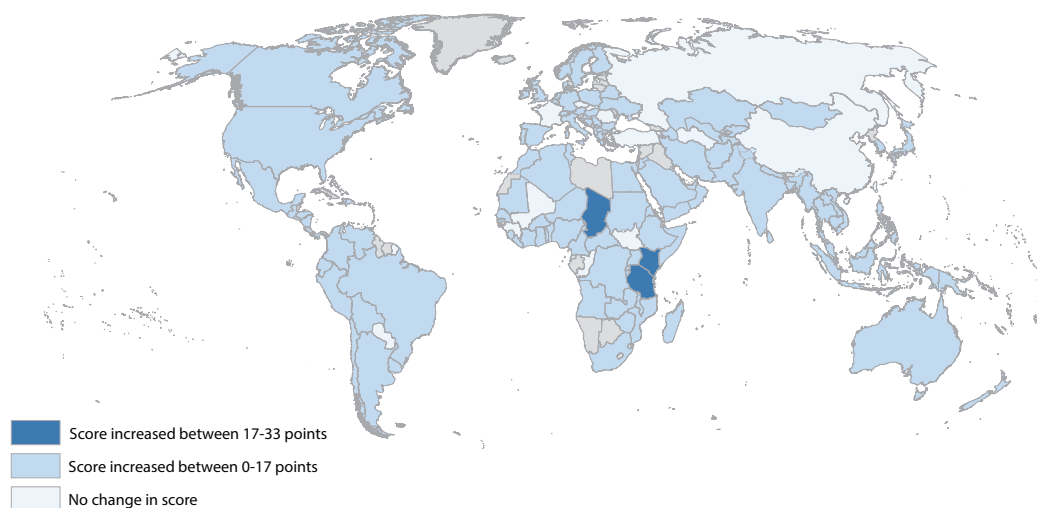 Score increased between 17-33 points
Score increased between 0-17 points
No change in score